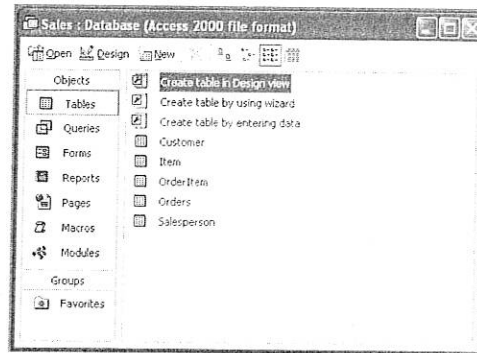 Sales : Database (Access 2000 file format)
Open Design New
Objects
Tables
Queries
Forms
Reports
Pages
Macros
Modules
Groups
Favorites
Create table in Design view
Create table by using wizard
Create table by entering data
Customer
Item
OrderItem
Orders
Salesperson